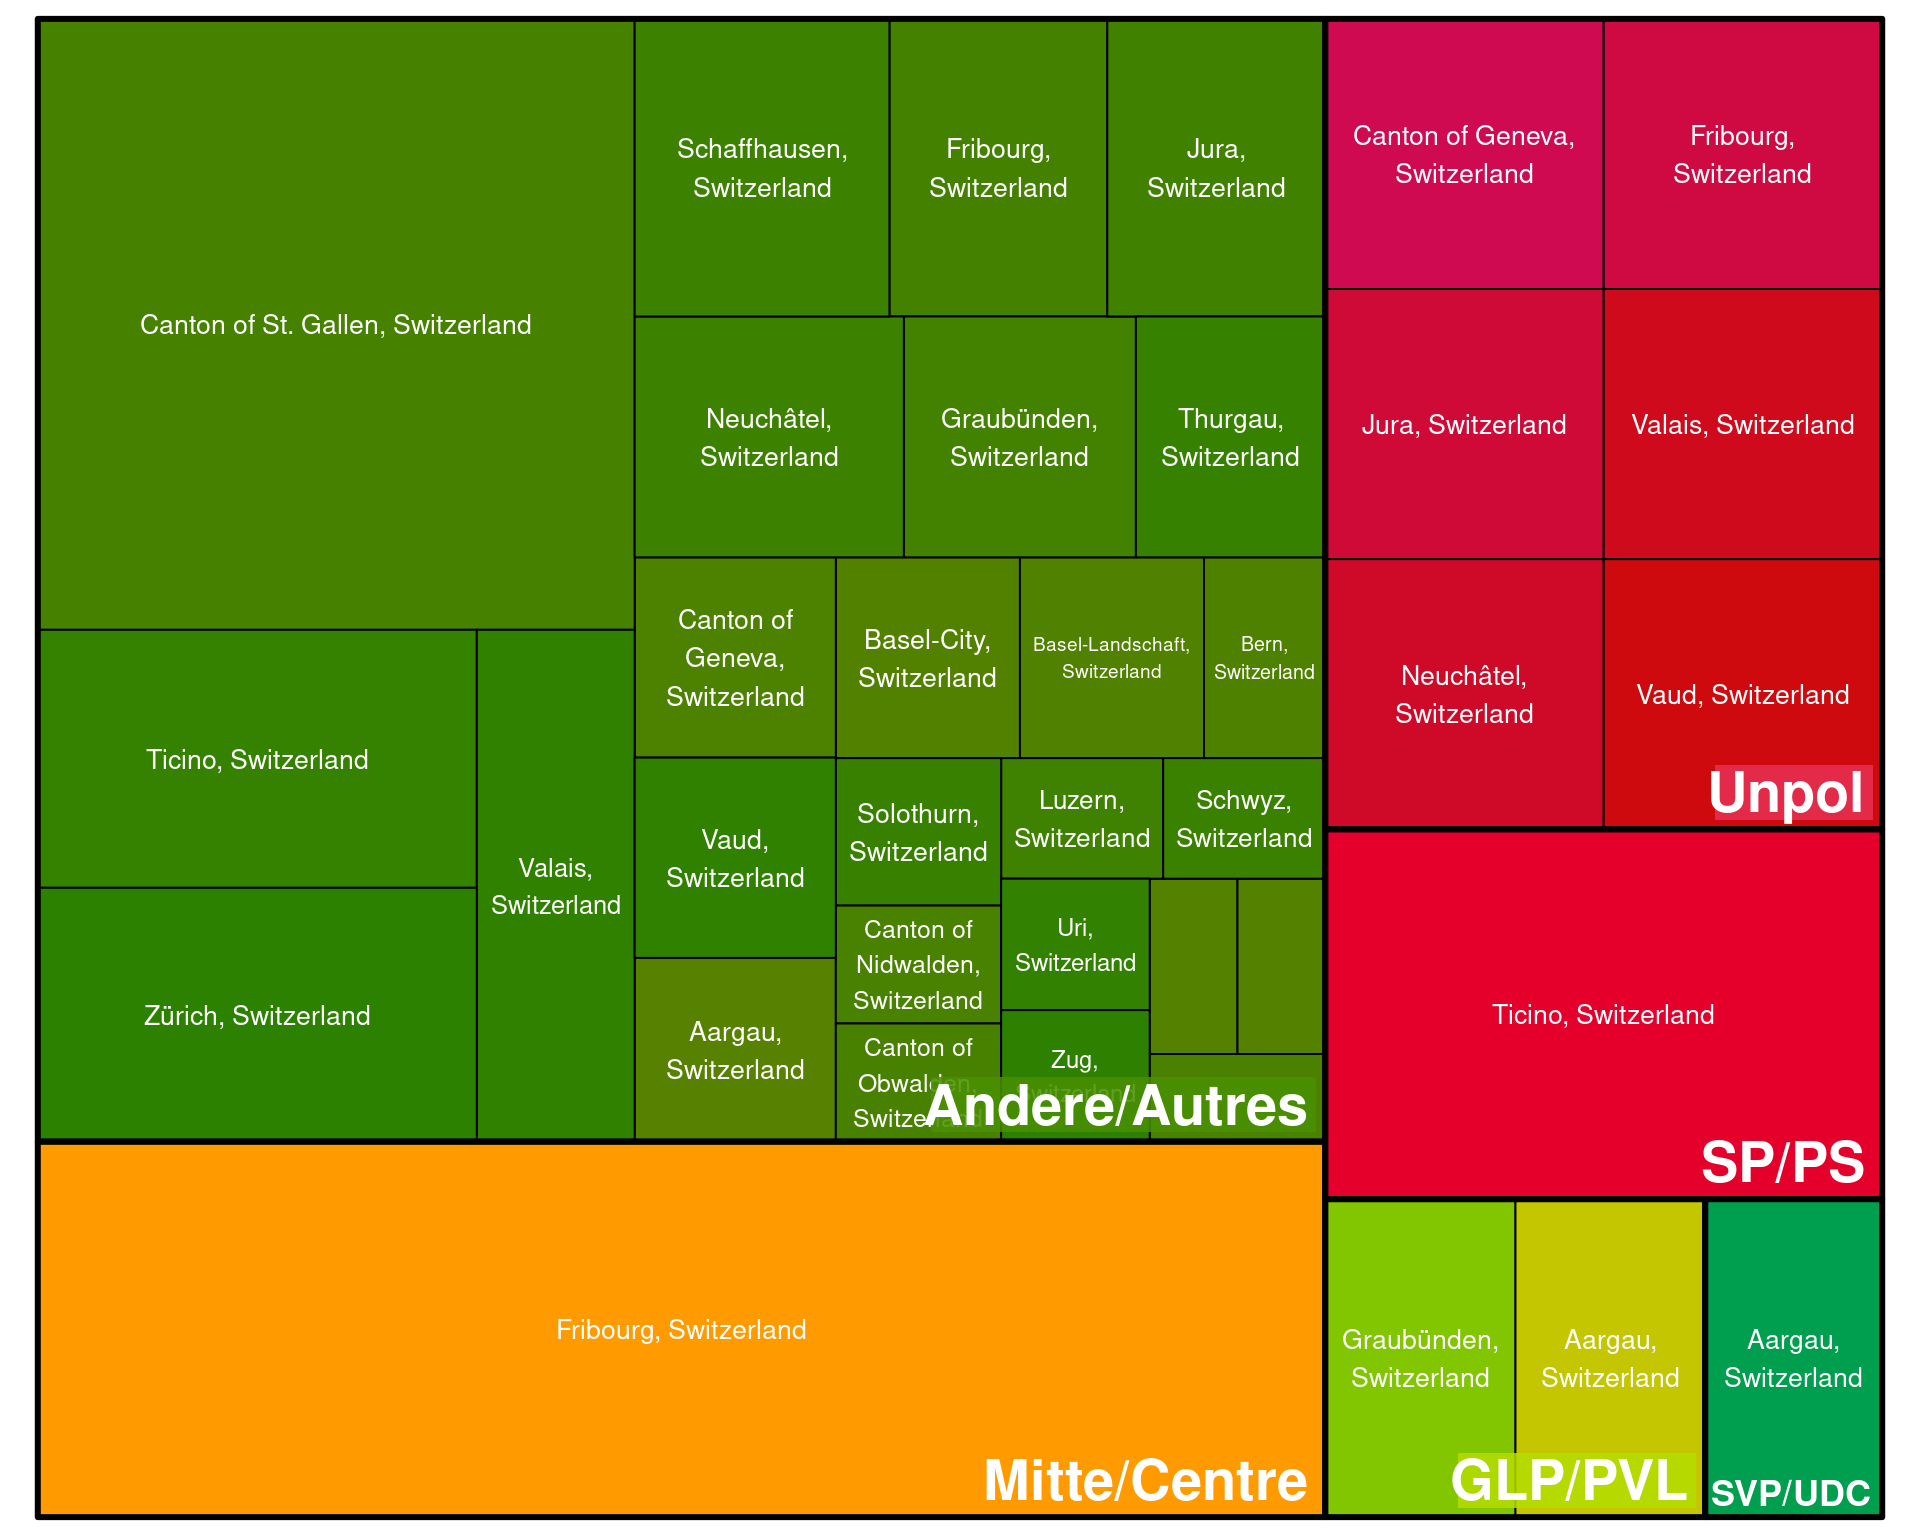 Canton of St. Gallen, Switzerland
Schaffhausen,
Switzerland
Fribourg,
Switzerland
Jura,
Switzerland
Neuchâtel,
Switzerland
Graubünden,
Switzerland
Thurgau,
Switzerland
Ticino, Switzerland
Zürich, Switzerland
Valais,
Switzerland
Canton of
Geneva,
Switzerland
Basel-City,
Switzerland
Basel-Landschaft,
Switzerland
Bern,
Switzerland
Vaud,
Switzerland
Aargau,
Switzerland
Solothurn,
Switzerland
Luzern,
Switzerland
Schwyz,
Switzerland
Canton of
Nidwalden,
Switzerland
Canton of
Obwalden,
Switzerland
Uri,
Switzerland
Zug,
Switzerland
Andere/Autres
Fribourg, Switzerland
Mitte/Centre
Canton of Geneva,
Switzerland
Fribourg,
Switzerland
Jura, Switzerland
Valais, Switzerland
Neuchâtel,
Switzerland
Vaud, Switzerland
Unpol
Ticino, Switzerland
SP/PS
Graubünden,
Switzerland
Aargau,
Switzerland
GLP/PVL
Aargau,
Switzerland
SVP/UDC